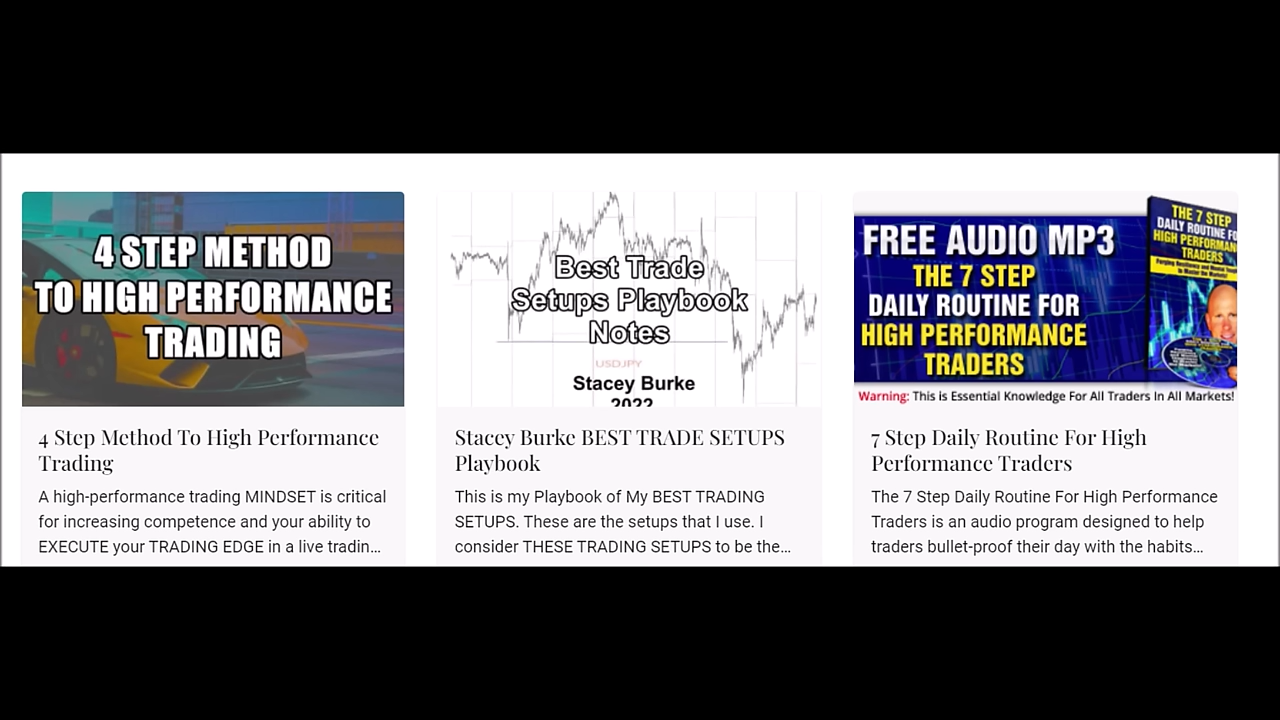 4 STEP METHOD
TO HIGH PERFORMANCE
TRADING
4 Step Method To High Performance
Trading
A high-performance trading MINDSET is critical
for increasing competence and your ability to
EXECUTE your TRADING EDGE in a live tradin...
Best Trade
Setups Playbook
Notes
USDJPY
Stacey Burke
2022
Stacey Burke BEST TRADE SETUPS
Playbook
This is my Playbook of My BEST TRADING
SETUPS. These are the setups that I use. I
consider THESE TRADING SETUPS to be the...
FREE AUDIO MP3
THE 7 STEP
DAILY ROUTINE FOR
HIGH PERFORMANCE
TRADERS
Warning: This is Essential Knowledge For All Traders In All Markets!
THE 7 STEP
DAILY ROUTINE FO
HIGH PERFORMAN
TRADERS
7 Step Daily Routine For High
Performance Traders
The 7 Step Daily Routine For High Performance
Traders is an audio program designed to help
traders bullet-proof their day with the habits...